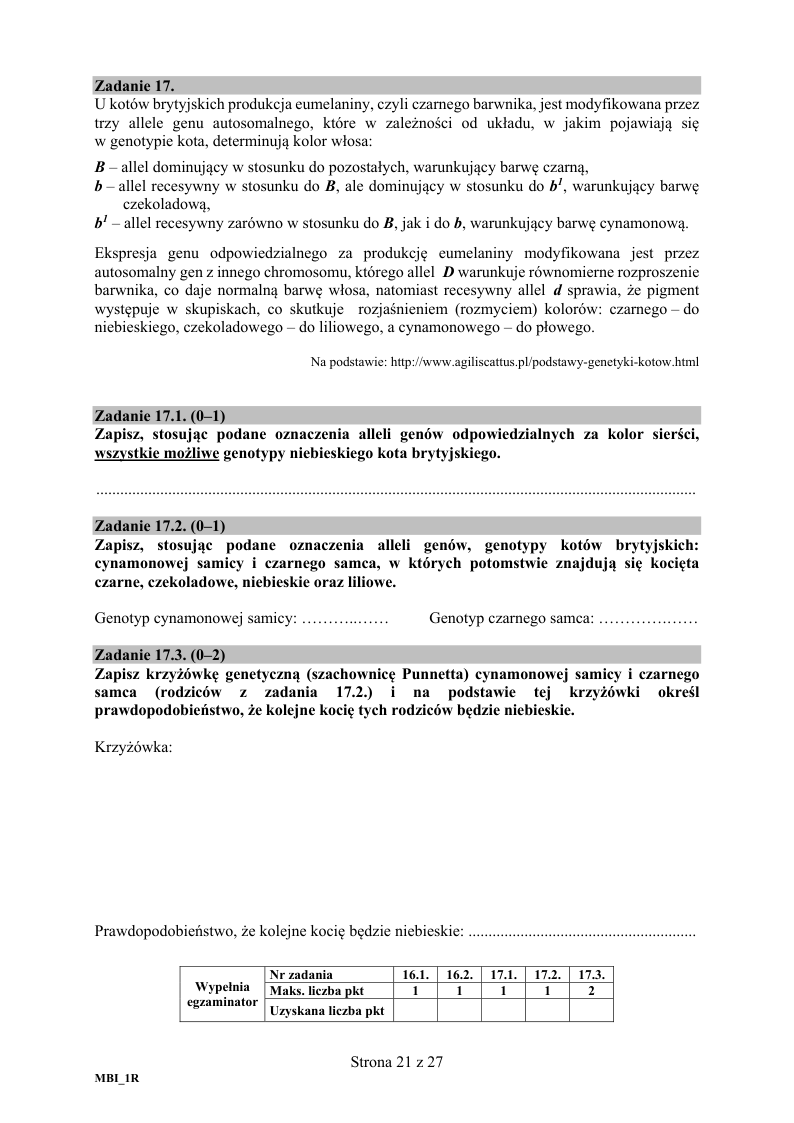 Zadanie 17.
U kotów brytyjskich produkcja eumelaniny, czyli czarnego barwnika, jest modyfikowana przez
trzy allele genu autosomalnego, które w zależności od układu, w jakim pojawiają się
w genotypie kota, determinują kolor włosa:
B – allel dominujący w stosunku do pozostałych, warunkujący barwę czarną,
b – allel recesywny w stosunku do B, ale dominujący w stosunku do b¹, warunkujący barwę
czekoladową,
b¹ – allel recesywny zarówno w stosunku do B, jak i do b, warunkujący barwę cynamonową.
Ekspresja genu odpowiedzialnego za produkcję eumelaniny modyfikowana jest przez
autosomalny gen z innego chromosomu, którego allel D warunkuje równomierne rozproszenie
barwnika, co daje normalną barwę włosa, natomiast recesywny allel d sprawia, że pigment
występuje w skupiskach, co skutkuje rozjaśnieniem (rozmyciem) kolorów: czarnego – do
niebieskiego, czekoladowego – do liliowego, a cynamonowego – do płowego.
Na podstawie: http://www.agiliscattus.pl/podstawy-genetyki-kotow.html
Zadanie 17.1. (0–1)
Zapisz, stosując podane oznaczenia alleli genów odpowiedzialnych za kolor sierści,
wszystkie możliwe genotypy niebieskiego kota brytyjskiego.
......................................................................................................................................................
Zadanie 17.2. (0–1)
Zapisz, stosując podane oznaczenia alleli genów, genotypy kotów brytyjskich:
cynamonowej samicy i czarnego samca, w których potomstwie znajdują się kocięta
czarne, czekoladowe, niebieskie oraz liliowe.
Genotyp cynamonowej samicy: ………..…… Genotyp czarnego samca: ………….……
Zadanie 17.3. (0–2)
Zapisz krzyżówkę genetyczną (szachownicę Punnetta) cynamonowej samicy i czarnego
samca (rodziców z zadania 17.2.) i na podstawie tej krzyżówki określ
prawdopodobieństwo, że kolejne kocię tych rodziców będzie niebieskie.
Krzyżówka:
Prawdopodobieństwo, że kolejne kocię będzie niebieskie: .........................................................
Wypełnia egzaminator
Nr zadania 16.1. 16.2. 17.1. 17.2. 17.3.
Maks. liczba pkt 1 1 1 1 2
Uzyskana liczba pkt
Strona 21 z 27
MBI_1R